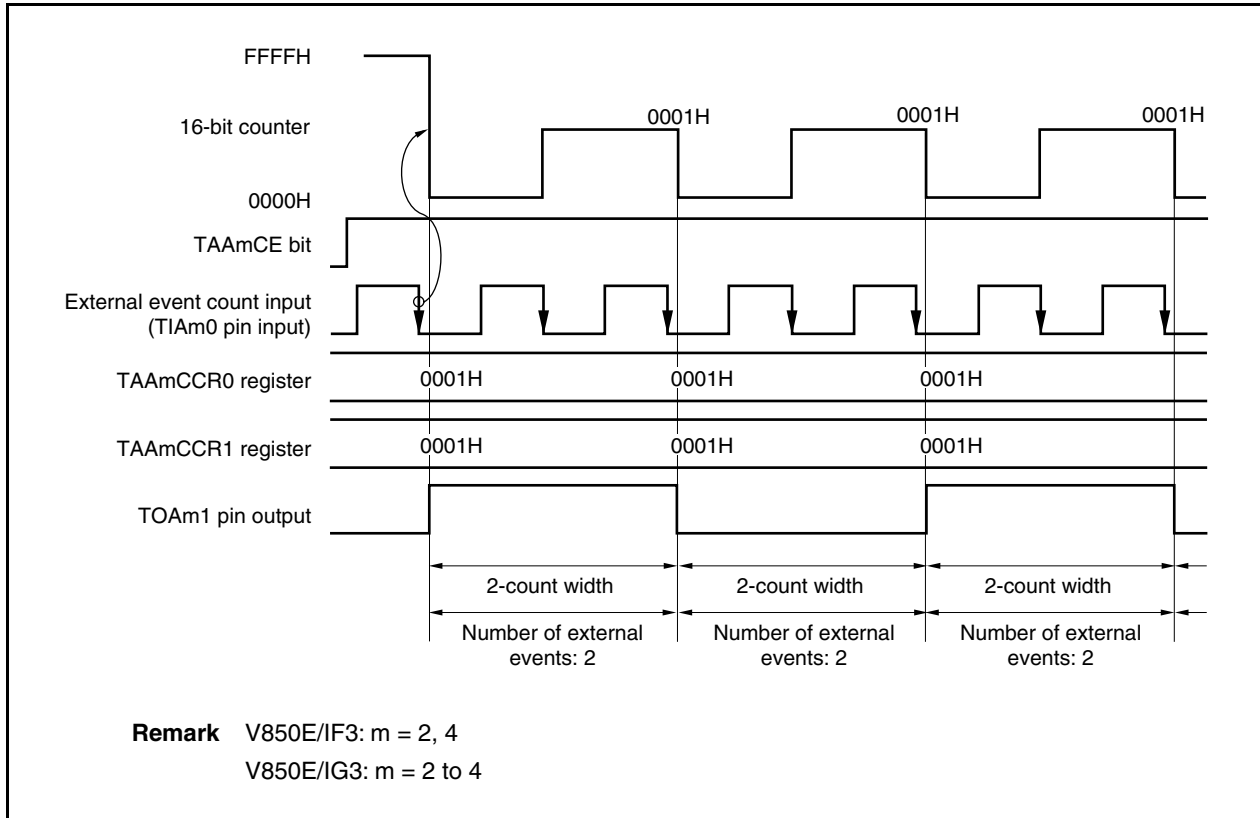 FFFFH
16-bit counter
0001H 0001H 0001H
0000H
TAAmCE bit
External event count input
(TIAm0 pin input)
TAAmCCR0 register 0001H 0001H 0001H
TAAmCCR1 register 0001H 0001H 0001H
TOAm1 pin output
2-count width 2-count width 2-count width
Number of external Number of external Number of external
events: 2 events: 2 events: 2
Remark V850E/IF3: m = 2, 4
V850E/IG3: m = 2 to 4